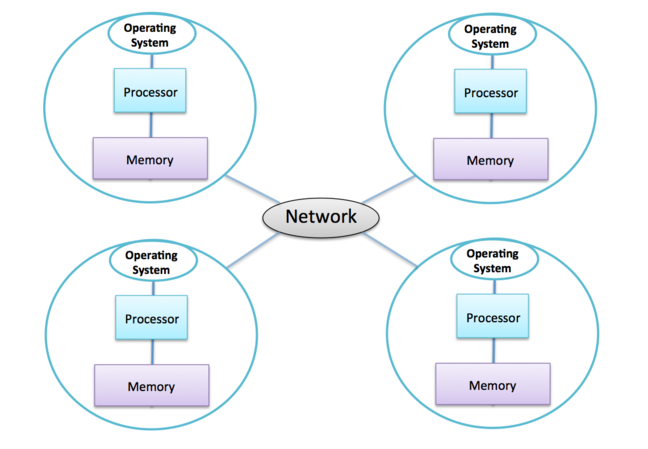 Operating
System
Processor
Memory
Operating
System
Processor
Memory
Network
Operating
System
Processor
Memory
Operating
System
Processor
Memory